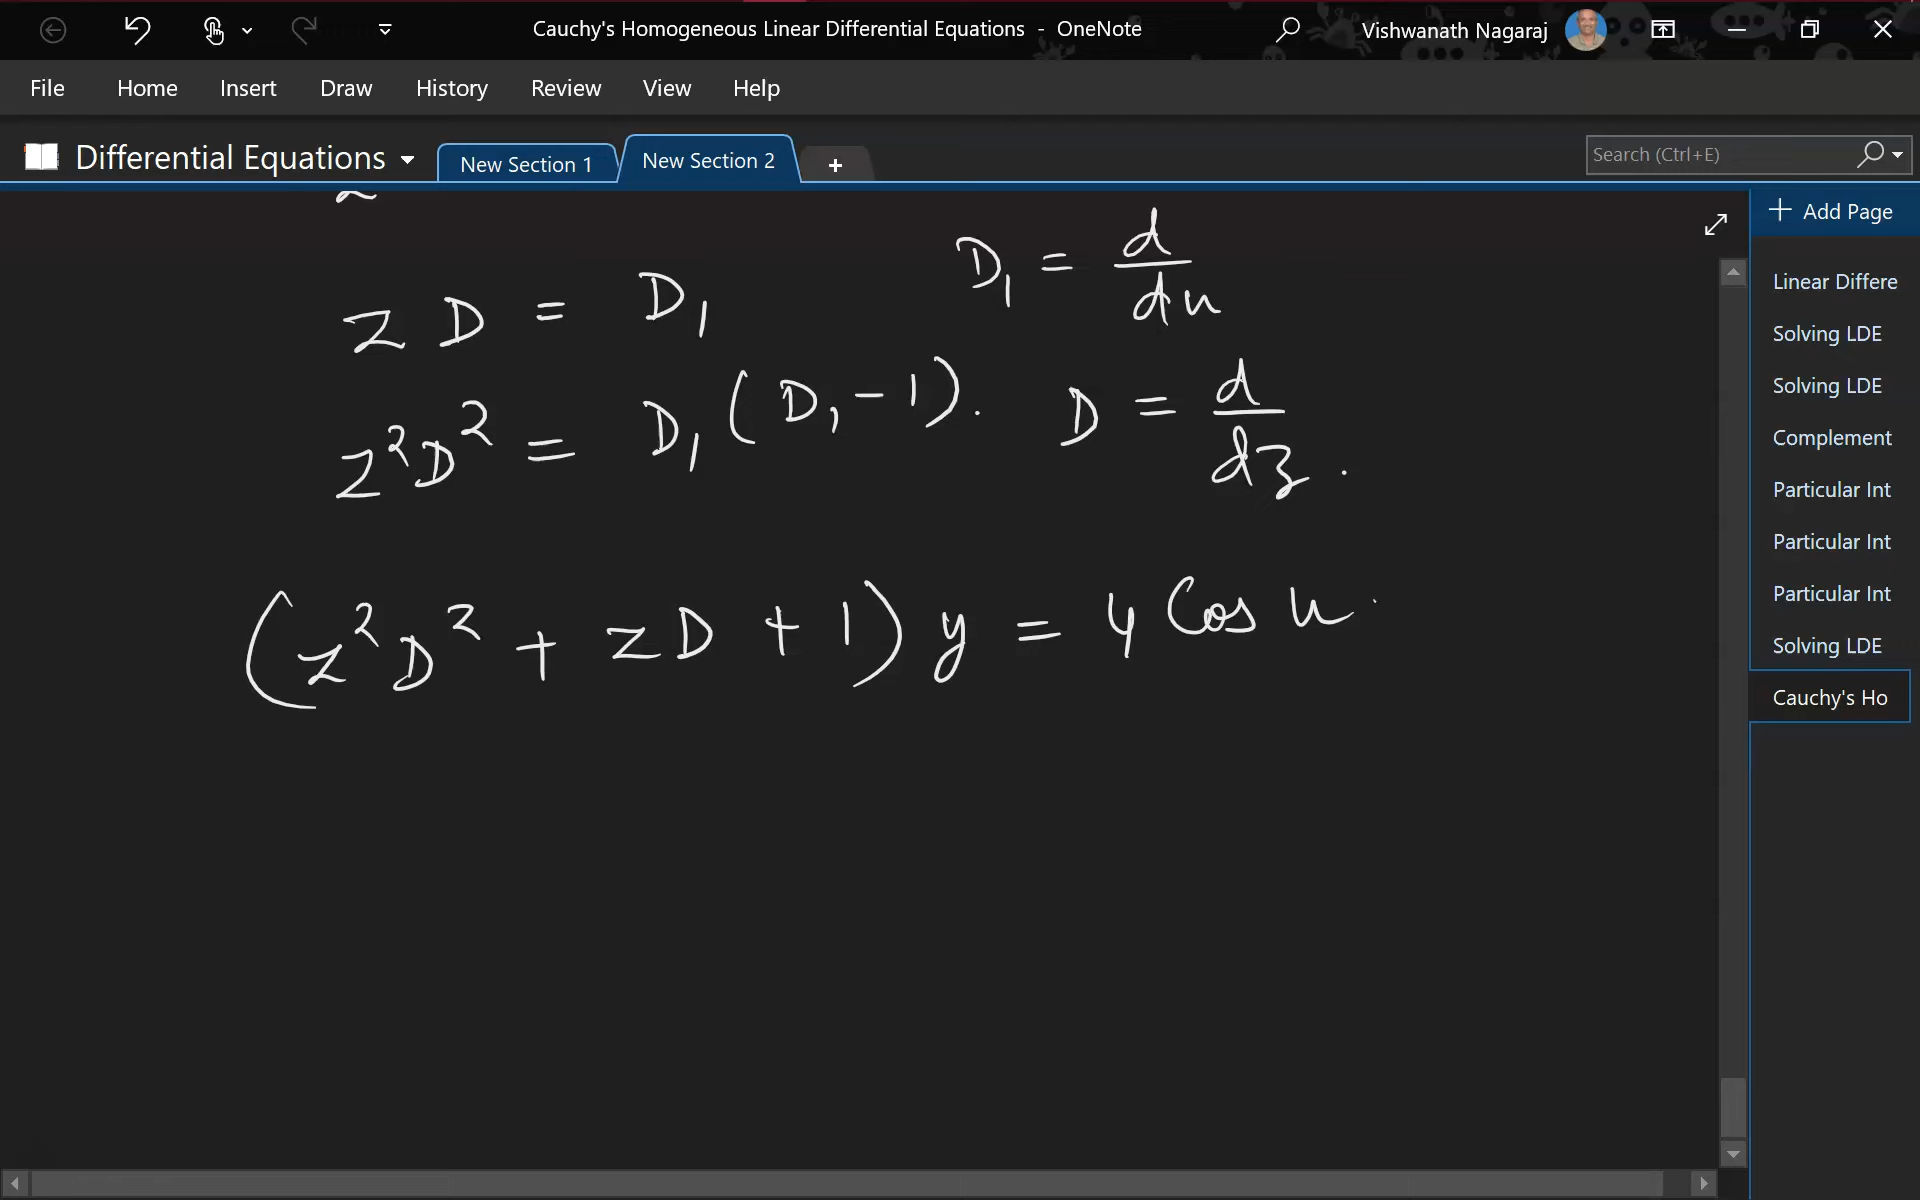 Cauchy's Homogeneous Linear Differential Equations - OneNote
Vishwanath Nagaraj
File Home Insert Draw History Review View Help
Differential Equations
New Section 1
New Section 2
+
Search (Ctrl+E)
Add Page
Linear Differe
Solving LDE
Solving LDE
Complement
Particular Int
Particular Int
Particular Int
Solving LDE
Cauchy's Ho
z D = D₁
D₁ = d/du
z²D² = D₁ (D₁ - 1).
D = d/dz.
(z²D² + zD + 1) y = 4 Cos u.